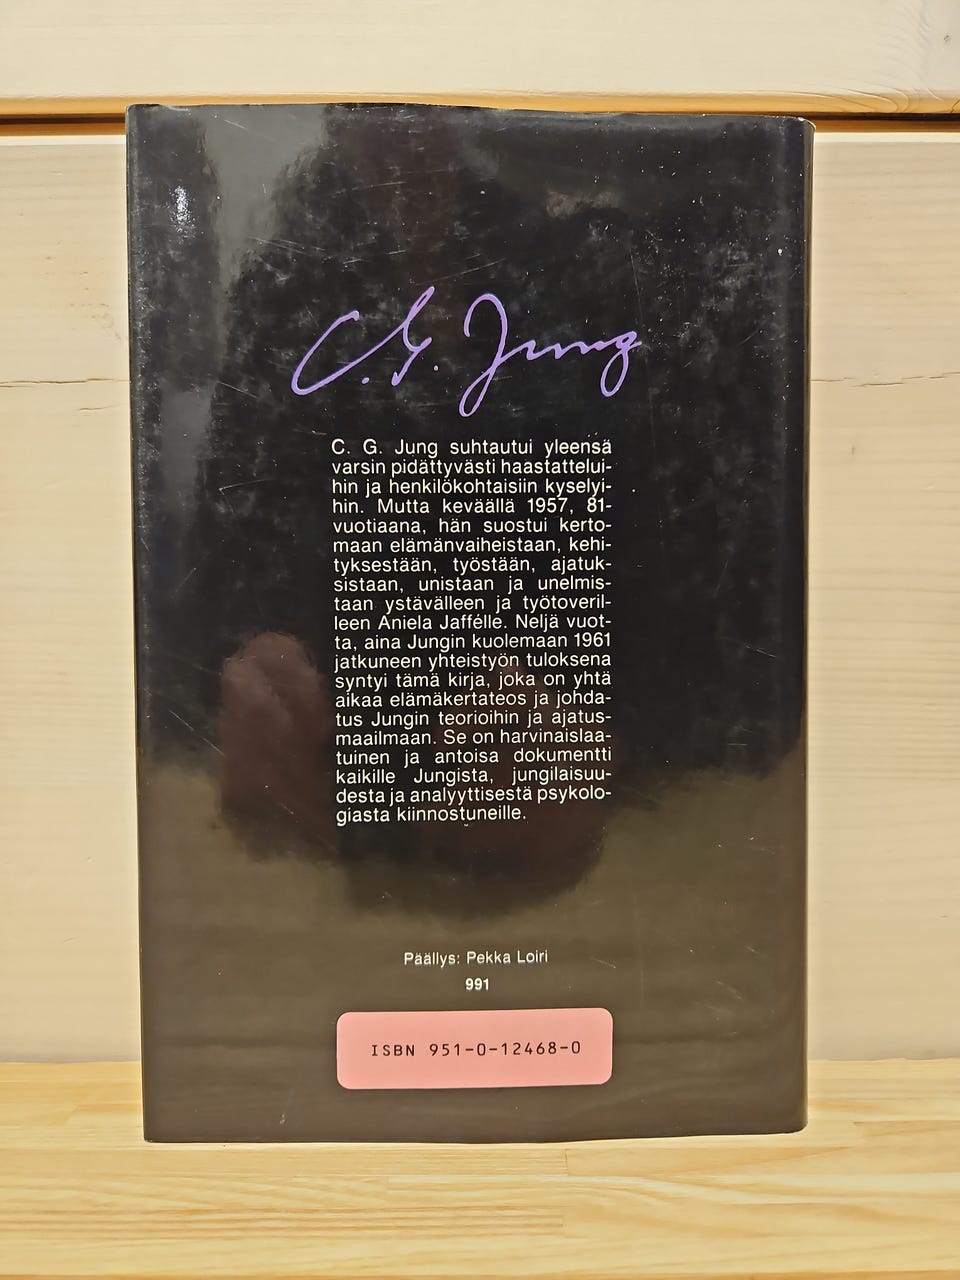 C. G. Jung
C. G. Jung suhtautui yleensä
varsin pidättyvästi haastattelui-
hin ja henkilökohtaisiin kyselyi-
hin. Mutta keväällä 1957, 81-
vuotiaana, hän suostui kerto-
maan elämänvaiheistaan, kehi-
tyksestään, työstään, ajatuk-
sistaan, unistaan ja unelmis-
taan ystävälleen ja työtoveril-
leen Aniela Jaffélle. Neljä vuot-
ta, aina Jungin kuolemaan 1961
jatkuneen yhteistyön tuloksena
syntyi tämä kirja, joka on yhtä
aikaa elämäkertateos ja johda-
tus Jungin teorioihin ja ajatus-
maailmaan. Se on harvinaislaa-
tuinen ja antoisa dokumentti
kaikille Jungista, jungilaisuu-
desta ja analyyttisestä psykolo-
giasta kiinnostuneille.
Päällys: Pekka Loiri
991
ISBN 951-0-12468-0